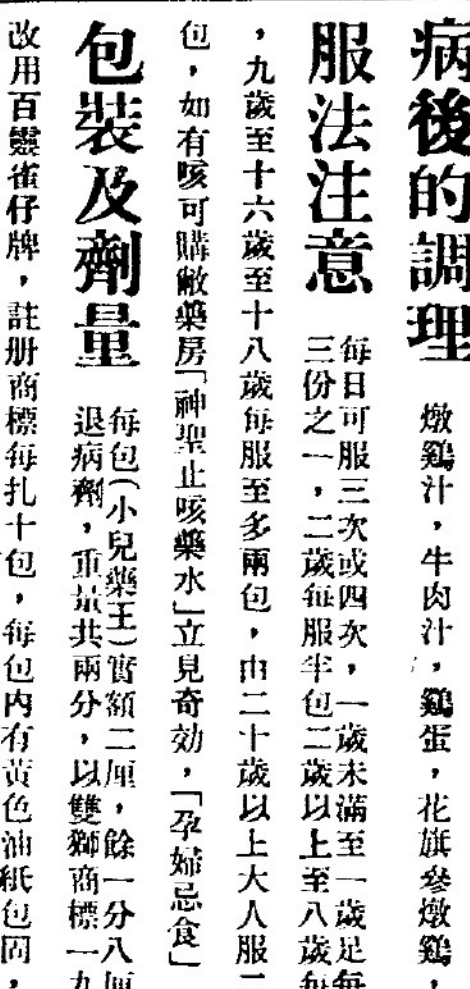 病後的調理
燉鷄汁，牛肉汁，鷄蛋，花旗參燉鷄，
服法注意
每日可服三次或四次，一歲未滿至一歲足每
三份之一，二歲每服半包二歲以上至八歲每
，九歲至十六歲至十八歲每服至多兩包，由二十歲以上大人服二
包，如有咳可購敝藥房「神聖止咳藥水」立見奇効，「孕婦忌食」
包裝及劑量
每包（小兒藥王）實額二厘，餘一分八厘
退病劑，重量共兩分，以雙獅商標一九
改用百靈雀仔牌，註册商標每扎十包，每包內有黃色油紙包固，